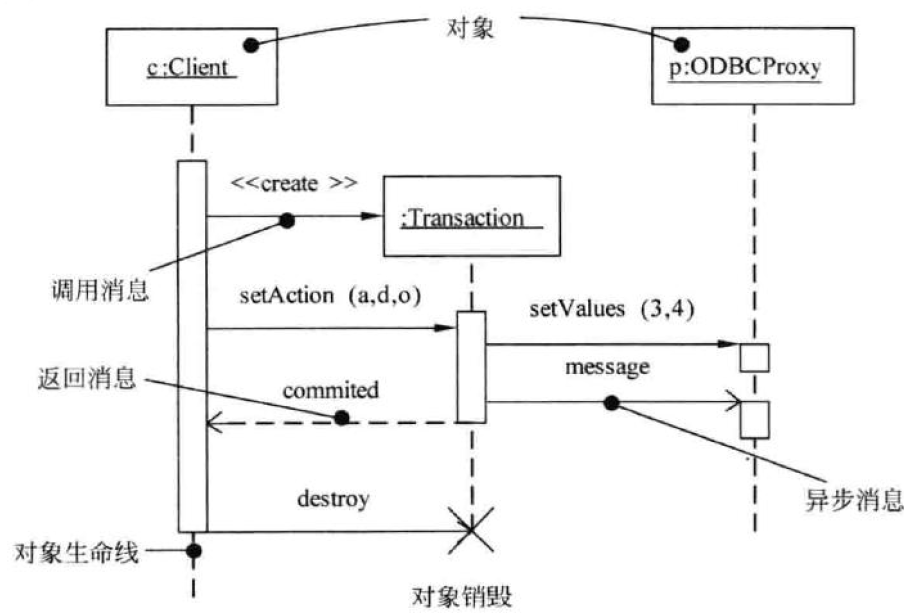 对象
c:Client
p:ODBCProxy
<<create >>
:Transaction
调用消息
setAction (a,d,o)
setValues (3,4)
返回消息
commited
message
destroy
异步消息
对象生命线
对象销毁